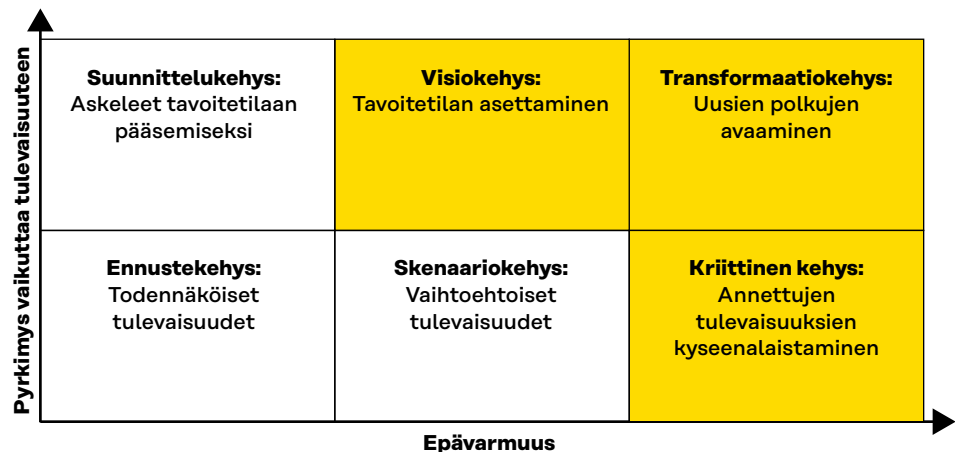 Pyrkimys vaikuttaa tulevaisuuteen
Suunnittelukehys:
Askeleet tavoitetilaan
pääsemiseksi
Visiokehys:
Tavoitetilan asettaminen
Transformaatiokehys:
Uusien polkujen
avaaminen
Ennustekehys:
Todennäköiset
tulevaisuudet
Skenaariokehys:
Vaihtoehtoiset
tulevaisuudet
Kriittinen kehys:
Annettujen
tulevaisuuksien
kyseenalaistaminen
Epävarmuus